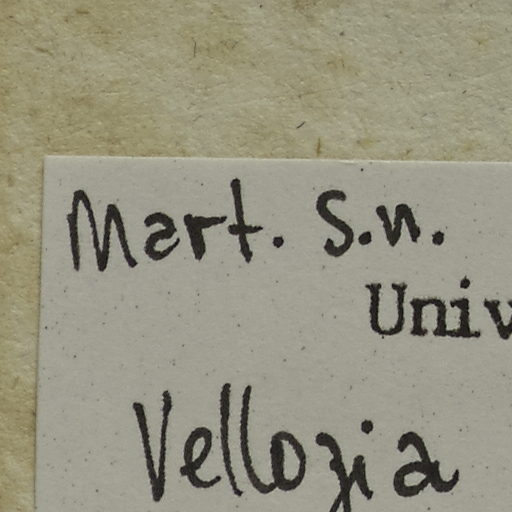 Mart. s.n.
Univ
Vellozia